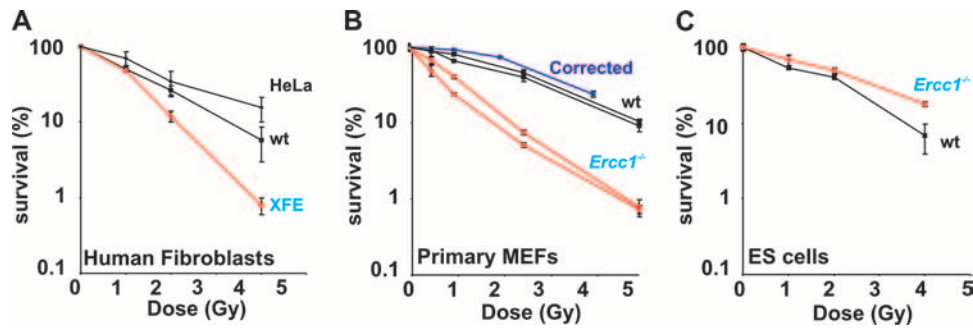 A
survival (%)
100
10
1
0.1
HeLa
wt
XFE
Human Fibroblasts
0 1 2 3 4 5
Dose (Gy)
B
survival (%)
100
10
1
0.1
Corrected
wt
Ercc1-/-
Primary MEFs
0 1 2 3 4 5
Dose (Gy)
C
survival (%)
100
10
1
0.1
Ercc1-/-
wt
ES cells
0 1 2 3 4 5
Dose (Gy)